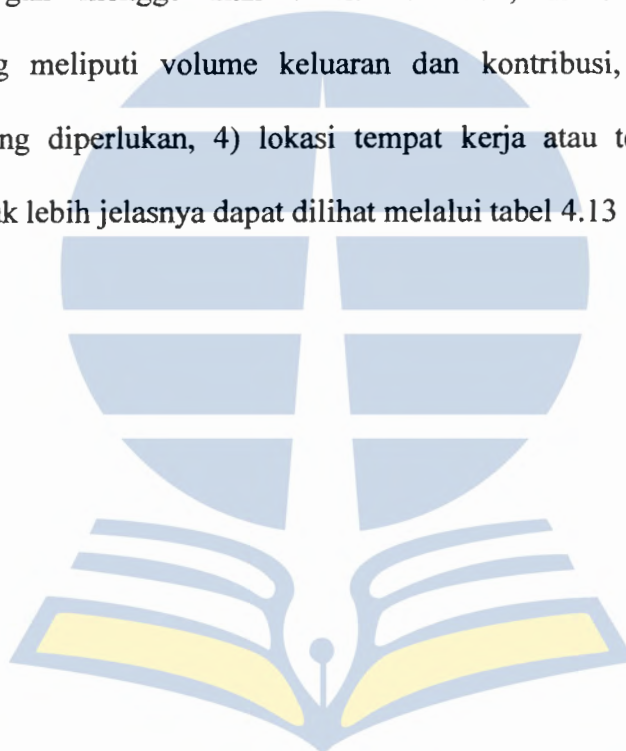 meliputi volume keluaran dan kontribusi,
diperlukan, 4) lokasi tempat kerja atau
lebih jelasnya dapat dilihat melalui tabel 4.13